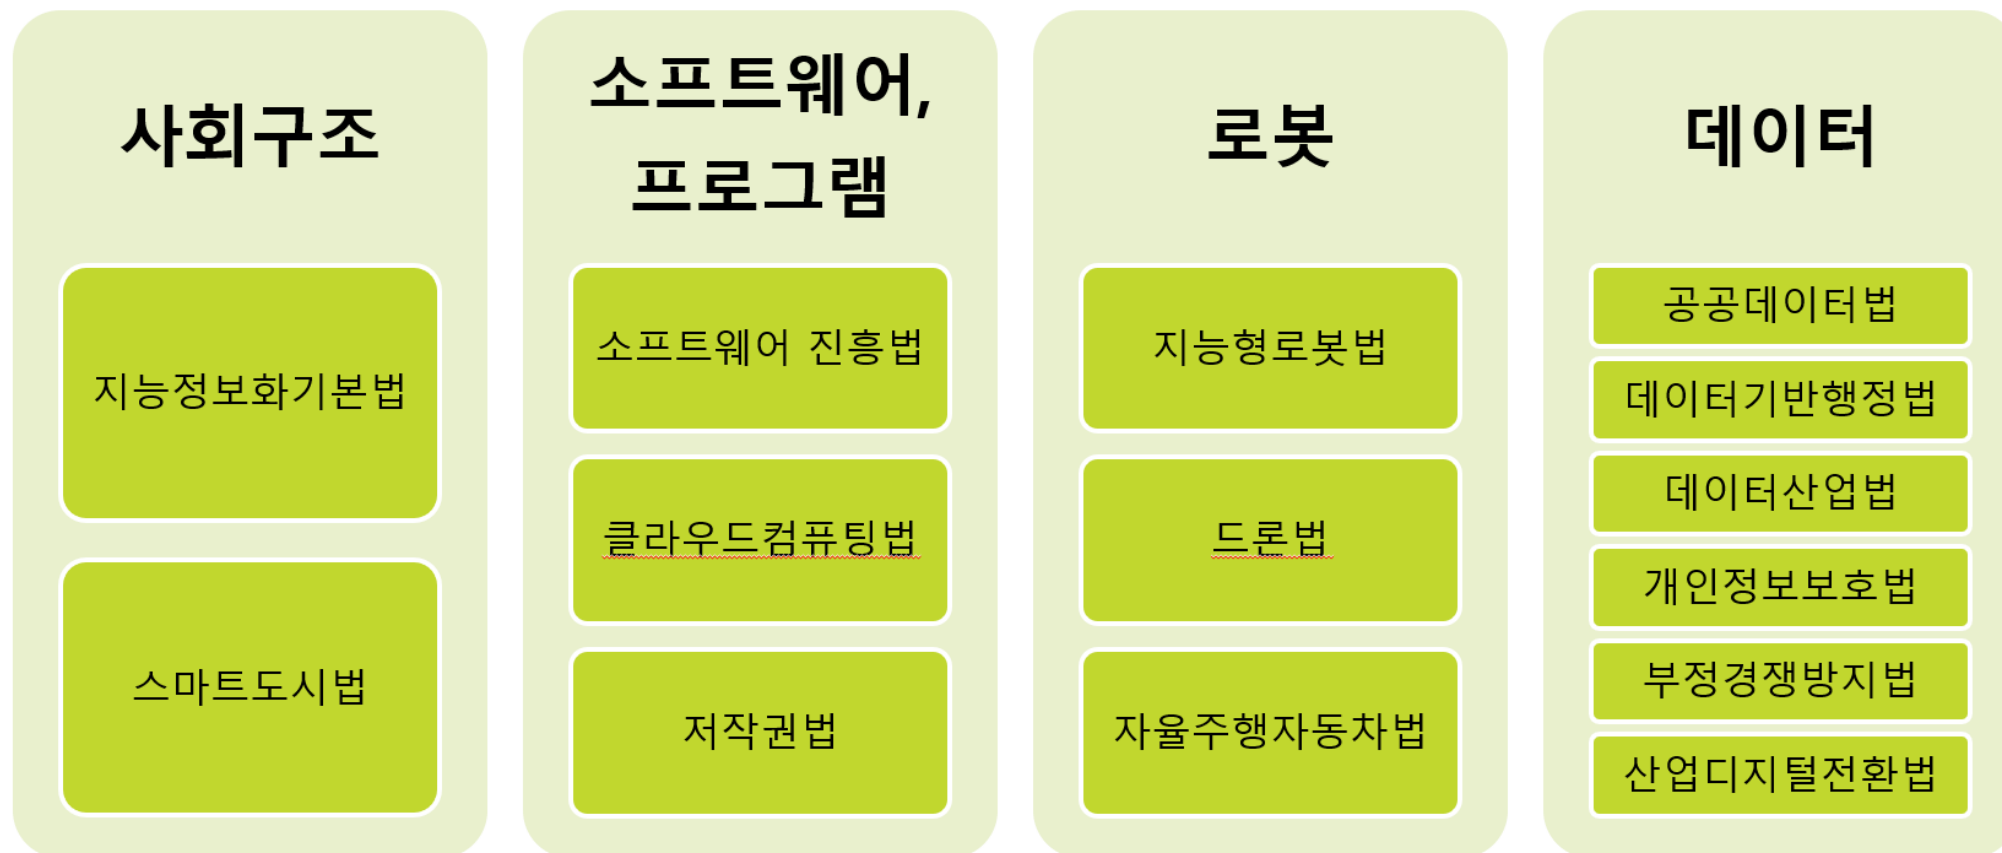 사회구조
지능정보화기본법
스마트도시법
소프트웨어,
프로그램
소프트웨어 진흥법
클라우드컴퓨팅법
저작권법
로봇
지능형로봇법
드론법
자율주행자동차법
데이터
공공데이터법
데이터기반행정법
데이터산업법
개인정보보호법
부정경쟁방지법
산업디지털전환법